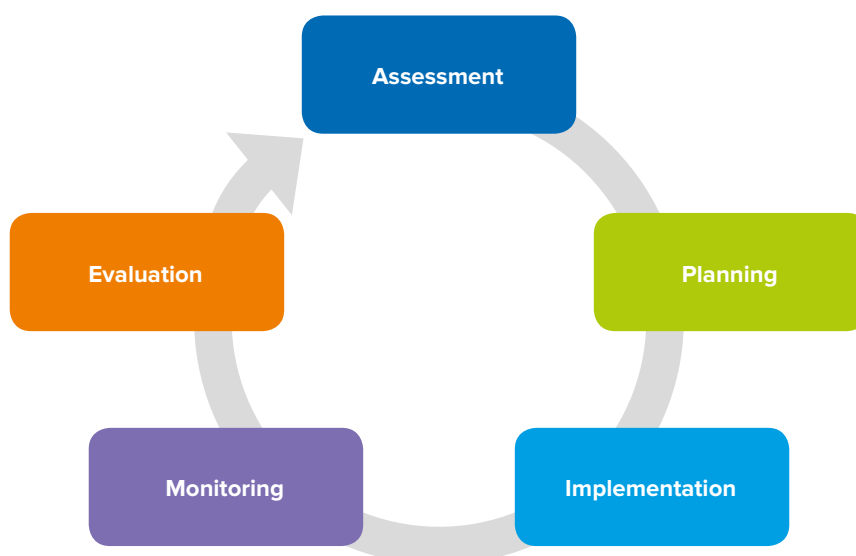 Assessment
Planning
Implementation
Monitoring
Evaluation